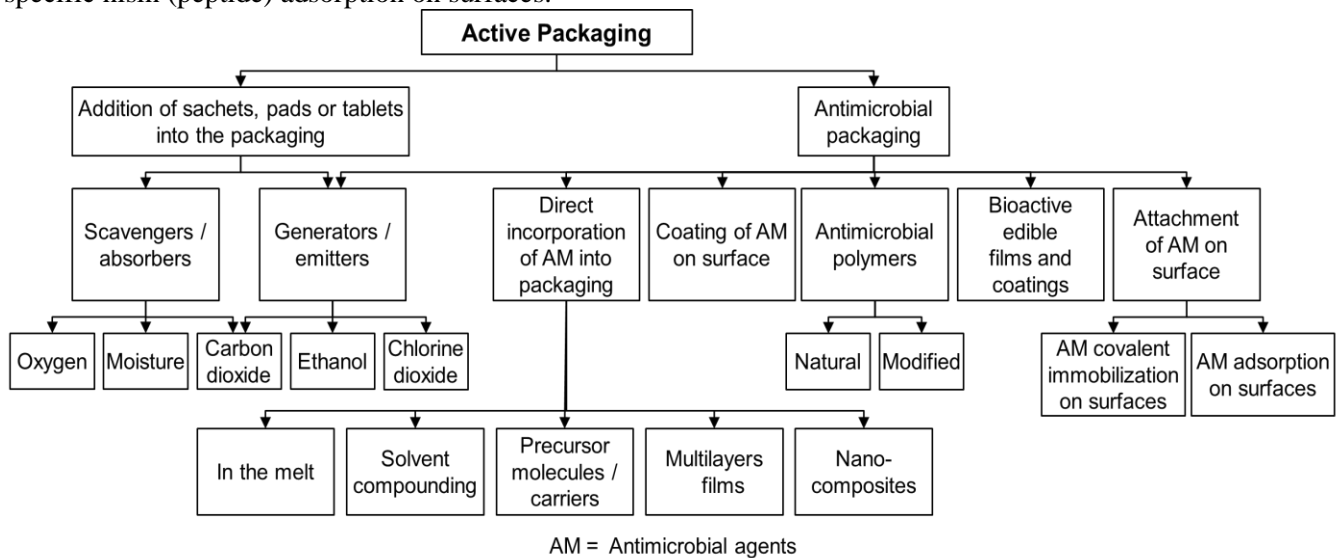 specific nisin (peptide) adsorption on surfaces.
Active Packaging
Addition of sachets, pads or tablets
into the packaging
Antimicrobial
packaging
Scavengers /
absorbers
Generators /
emitters
Direct
incorporation
of AM into
packaging
Coating of AM
on surface
Antimicrobial
polymers
Bioactive
edible
films and
coatings
Attachment
of AM on
surface
Oxygen
Moisture
Carbon
dioxide
Ethanol
Chlorine
dioxide
Natural
Modified
AM covalent
immobilization
on surfaces
AM adsorption
on surfaces
In the melt
Solvent
compounding
Precursor
molecules /
carriers
Multilayers
films
Nano-
composites
AM = Antimicrobial agents